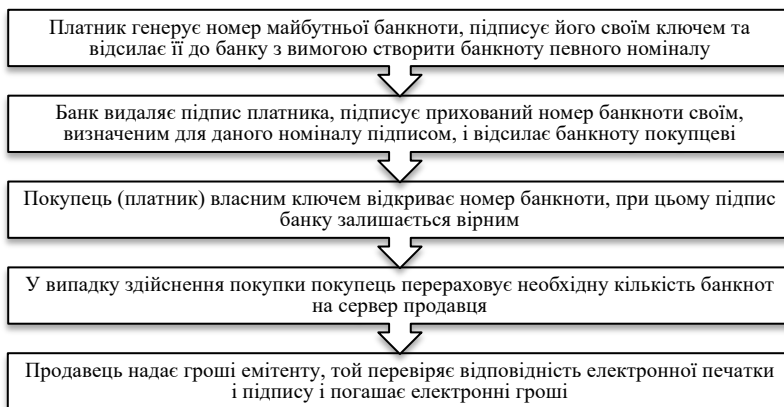 Платник генерує номер майбутньої банкноти, підписує його своїм ключем та
відсилає її до банку з вимогою створити банкноту певного номіналу
Банк видаляє підпис платника, підписує прихований номер банкноти своїм,
визначеним для даного номіналу підписом, і відсилає банкноту покупцеві
Покупець (платник) власним ключем відкриває номер банкноти, при цьому підпис
банку залишається вірним
У випадку здійснення покупки покупець перераховує необхідну кількість банкнот
на сервер продавця
Продавець надає гроші емітенту, той перевіряє відповідність електронної печатки
і підпису і погашає електронні гроші